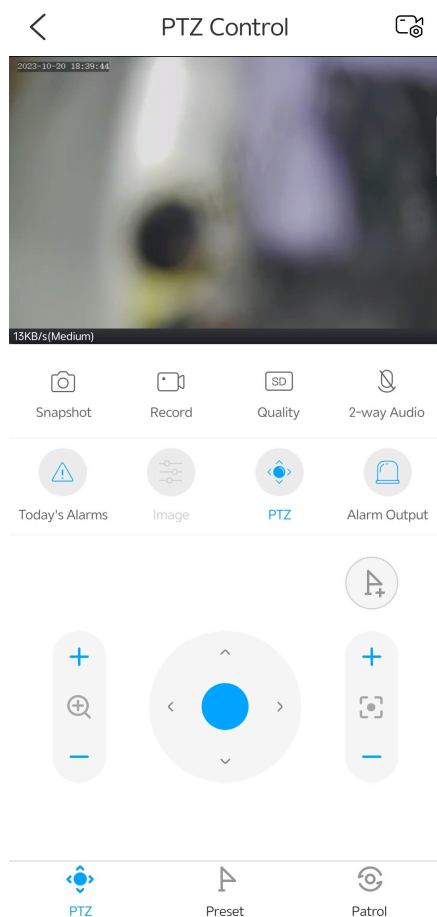 PTZ Control
2023-10-20 18:39:44
13KB/s(Medium)
SD
Snapshot Record Quality 2-way Audio
Today's Alarms Image PTZ Alarm Output
PTZ Preset Patrol